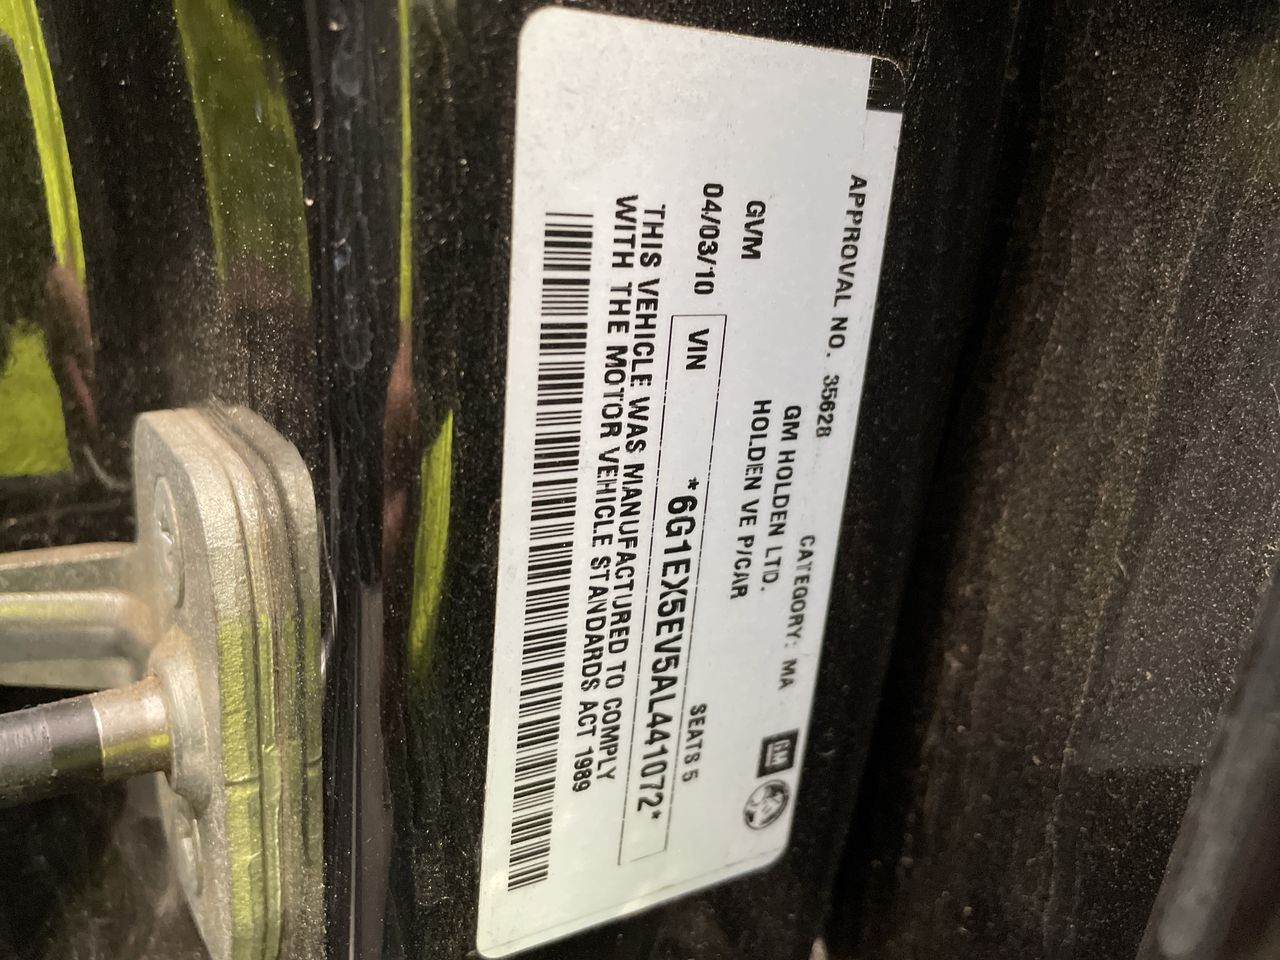 APPROVAL NO. 35628 CATEGORY: MA
GM HOLDEN LTD.
GVM HOLDEN VE P/CAR
GM
04/03/10 SEATS 5
VIN *6G1EX5EV5AL441072*
THIS VEHICLE WAS MANUFACTURED TO COMPLY
WITH THE MOTOR VEHICLE STANDARDS ACT 1989